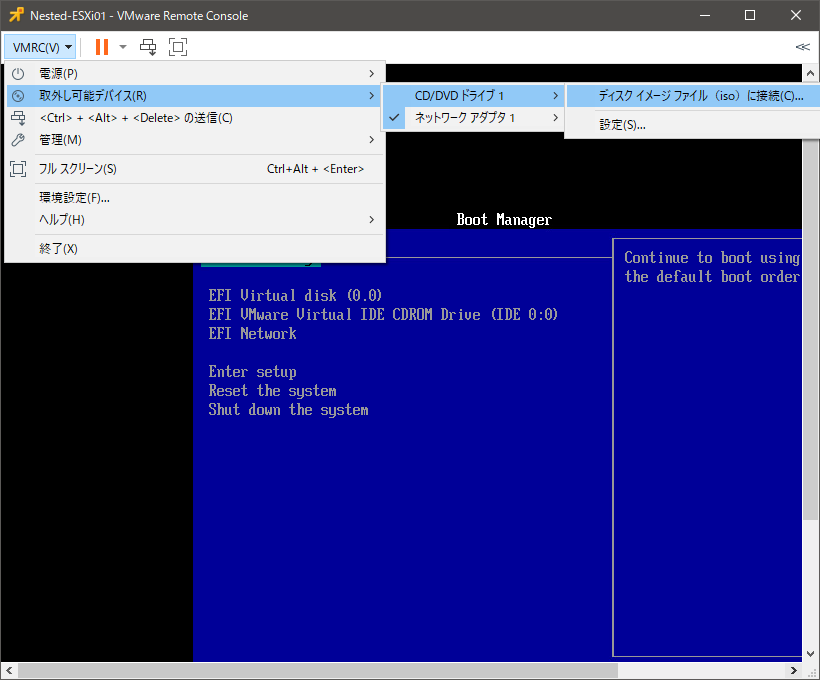 Nested-ESXi01 - VMware Remote Console
VMRC(V)
電源(P)
取外し可能デバイス(R)
<Ctrl> + <Alt> + <Delete> の送信(C)
管理(M)
フル スクリーン(S) Ctrl+Alt + <Enter>
環境設定(F)...
ヘルプ(H)
終了(X)
CD/DVD ドライブ 1
ネットワーク アダプタ 1
ディスク イメージ ファイル（iso）に接続(C)...
設定(S)...
Boot Manager
EFI Virtual disk (0.0)
EFI VMware Virtual IDE CDROM Drive (IDE 0:0)
EFI Network
Enter setup
Reset the system
Shut down the system
Continue to boot using
the default boot order